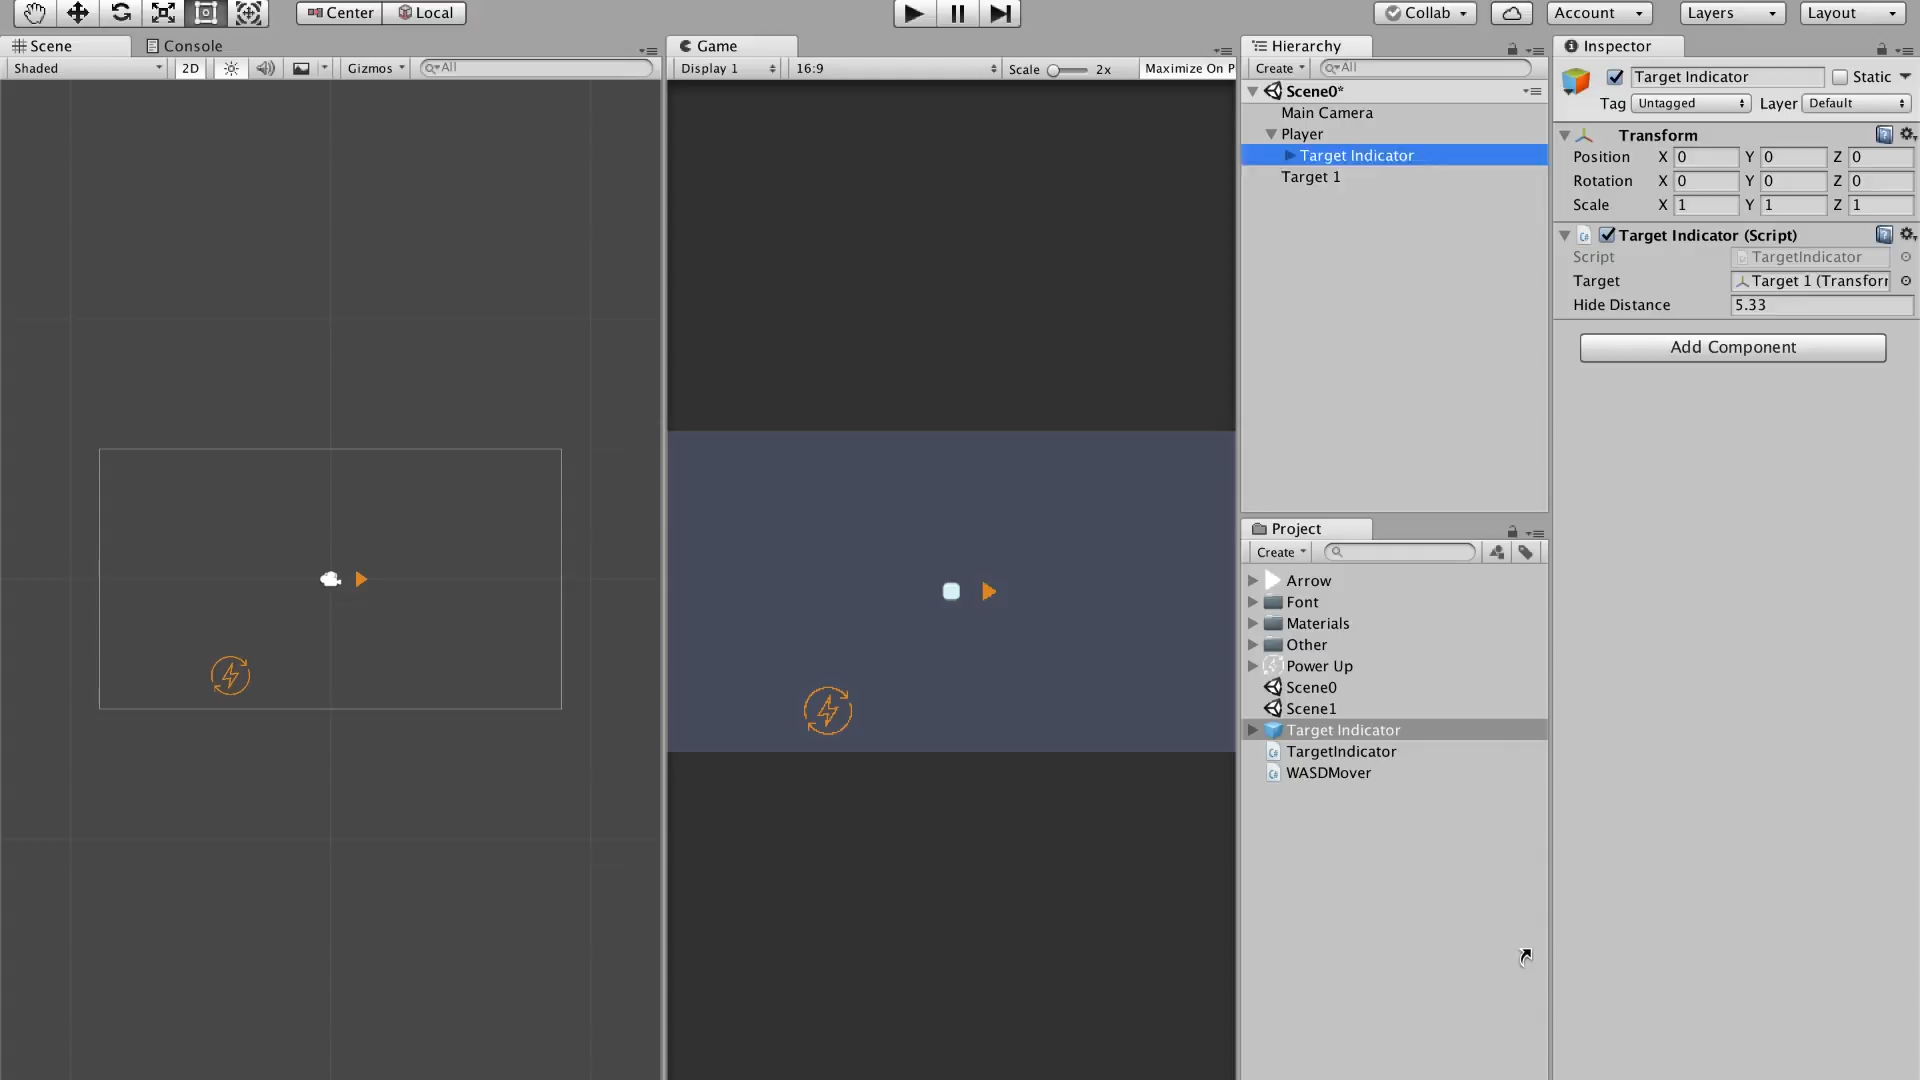 Center Local
Collab Account Layers Layout
Scene Console
Shaded 2D Gizmos All
Game
Display 1 16:9 Scale 2x Maximize On P
Hierarchy
Create All
Scene0*
Main Camera
Player
Target Indicator
Target 1
Project
Create
Arrow
Font
Materials
Other
Power Up
Scene0
Scene1
Target Indicator
TargetIndicator
WASDMover
Inspector
Target Indicator Static
Tag Untagged Layer Default
Transform
Position X 0 Y 0 Z 0
Rotation X 0 Y 0 Z 0
Scale X 1 Y 1 Z 1
Target Indicator (Script)
Script TargetIndicator
Target Target 1 (Transforr
Hide Distance 5.33
Add Component